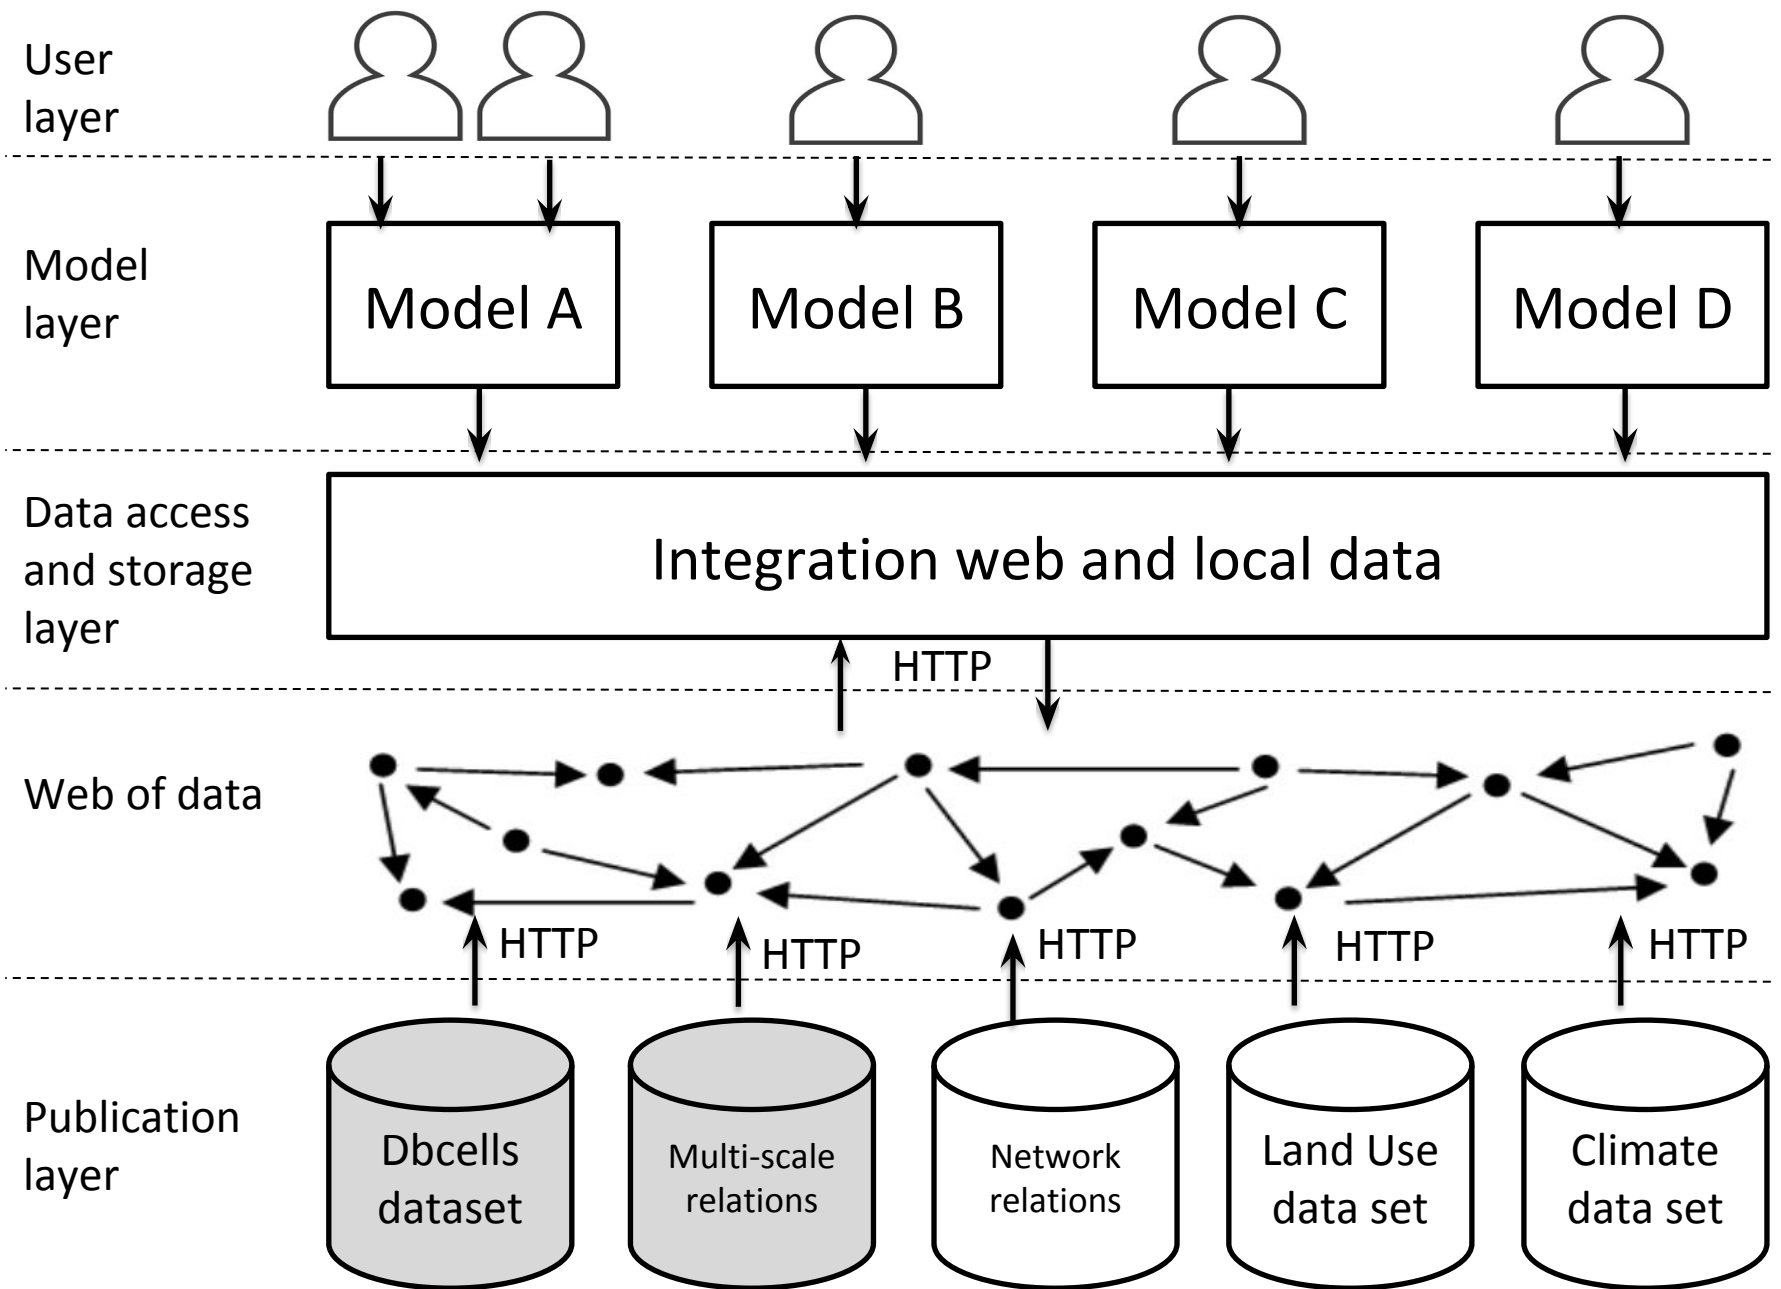 User
layer
Model
layer
Model A
Model B
Model C
Model D
Data access
and storage
layer
Integration web and local data
HTTP
Web of data
HTTP
HTTP
HTTP
HTTP
HTTP
Publication
layer
Dbcells
dataset
Multi-scale
relations
Network
relations
Land Use
data set
Climate
data set